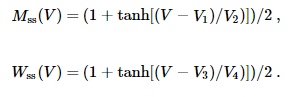 M_ss(V) = (1 + tanh[(V − V_1)/V_2)])/2 ,
W_ss(V) = (1 + tanh[(V − V_3)/V_4)])/2 .